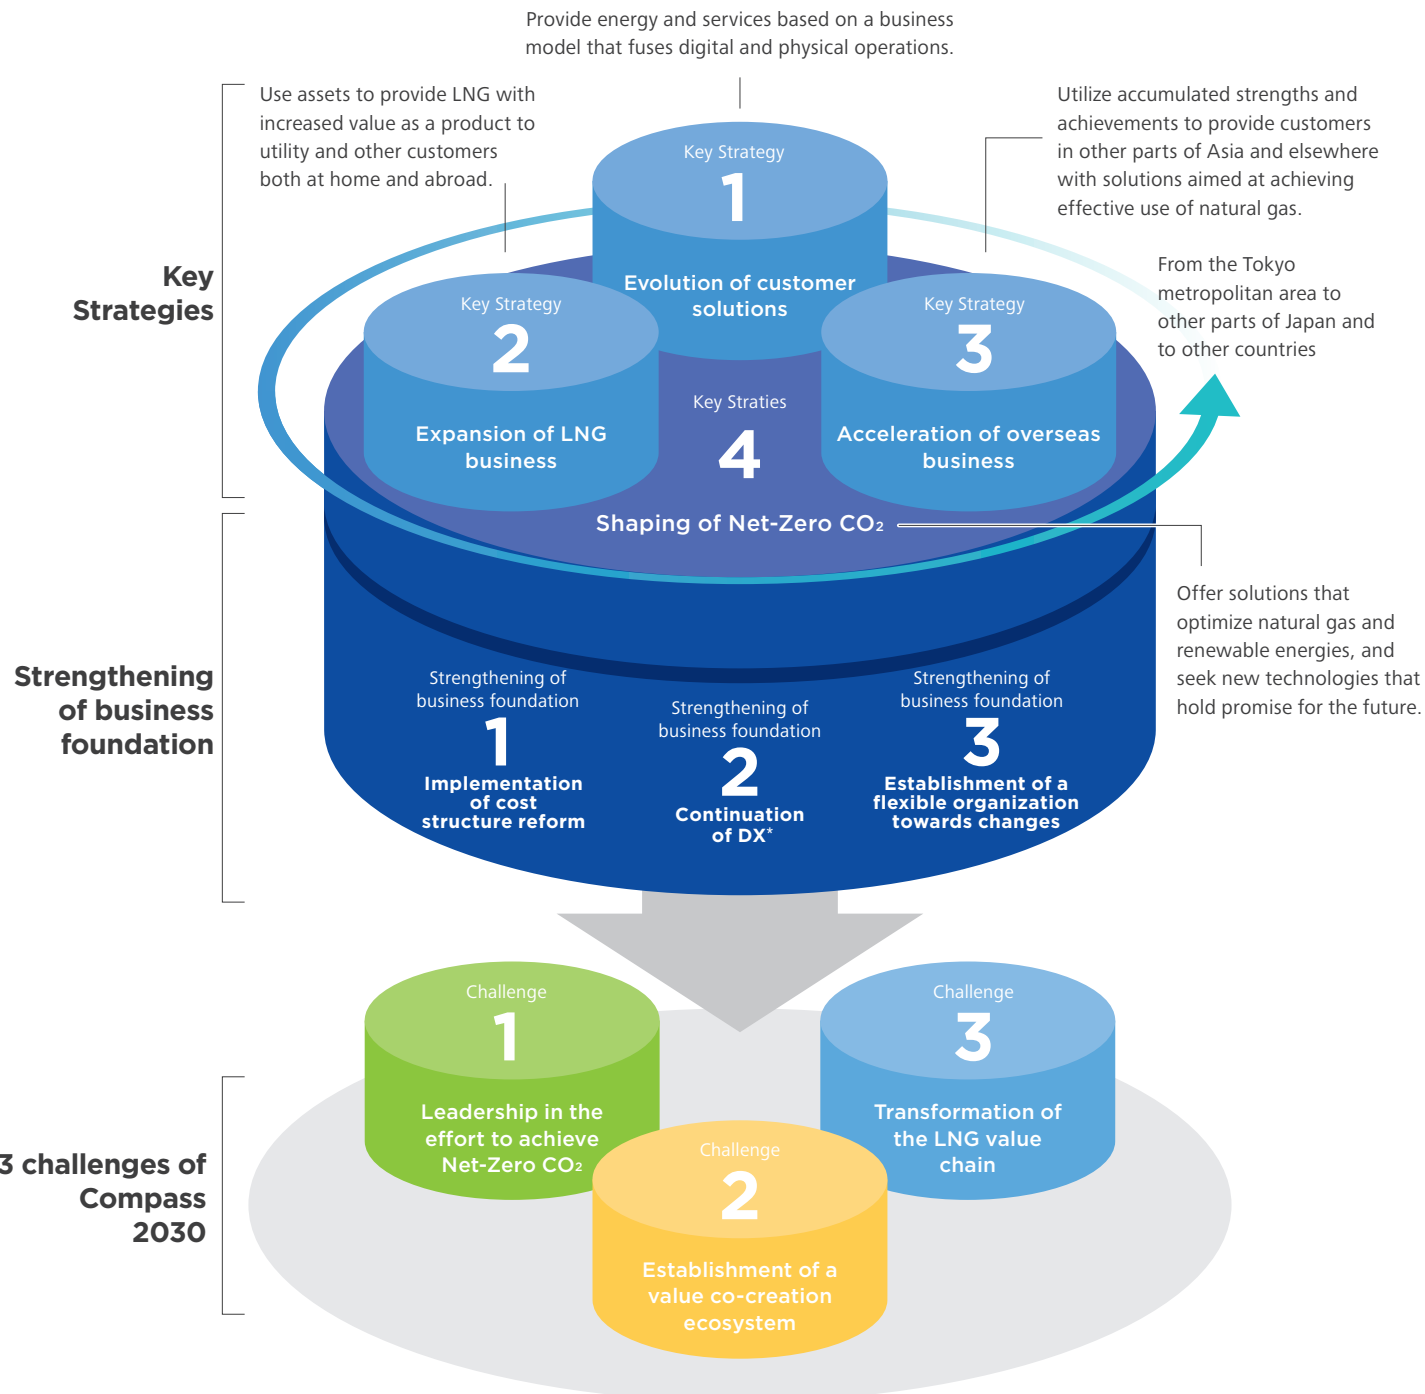 Provide energy and services based on a business
model that fuses digital and physical operations.
Use assets to provide LNG with
increased value as a product to
utility and other customers
both at home and abroad.
Utilize accumulated strengths and
achievements to provide customers
in other parts of Asia and elsewhere
with solutions aimed at achieving
effective use of natural gas.
From the Tokyo
metropolitan area to
other parts of Japan and
to other countries
Key
Strategies
Key Strategy
1
Evolution of customer
solutions
Key Strategy
2
Expansion of LNG
business
Key Strategy
3
Acceleration of overseas
business
Key Straties
4
Shaping of Net-Zero CO₂
Offer solutions that
optimize natural gas and
renewable energies, and
seek new technologies that
hold promise for the future.
Strengthening
of business
foundation
Strengthening of
business foundation
1
Implementation
of cost
structure reform
Strengthening of
business foundation
2
Continuation
of DX*
Strengthening of
business foundation
3
Establishment of a
flexible organization
towards changes
3 challenges of
Compass
2030
Challenge
1
Leadership in the
effort to achieve
Net-Zero CO₂
Challenge
2
Establishment of a
value co-creation
ecosystem
Challenge
3
Transformation of
the LNG value
chain